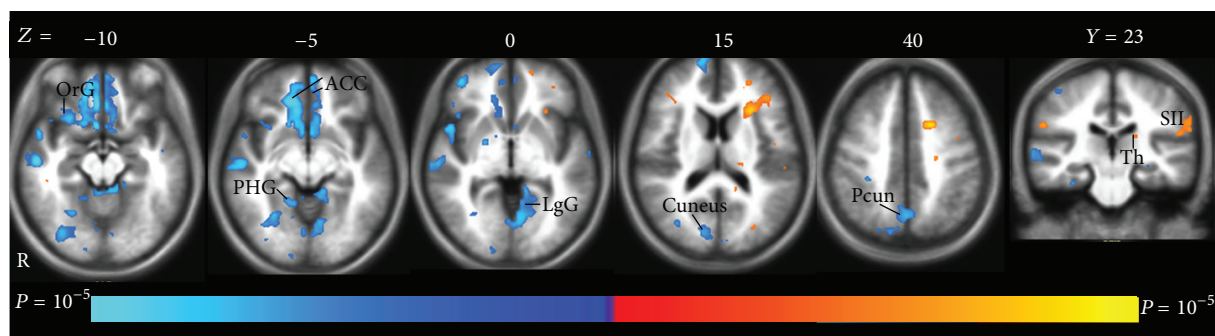 Z = −10 −5 0 15 40 Y = 23
OrG ACC SII
Th
PHG LgG Cuneus Pcun
R
P = 10⁻⁵ P = 10⁻⁵